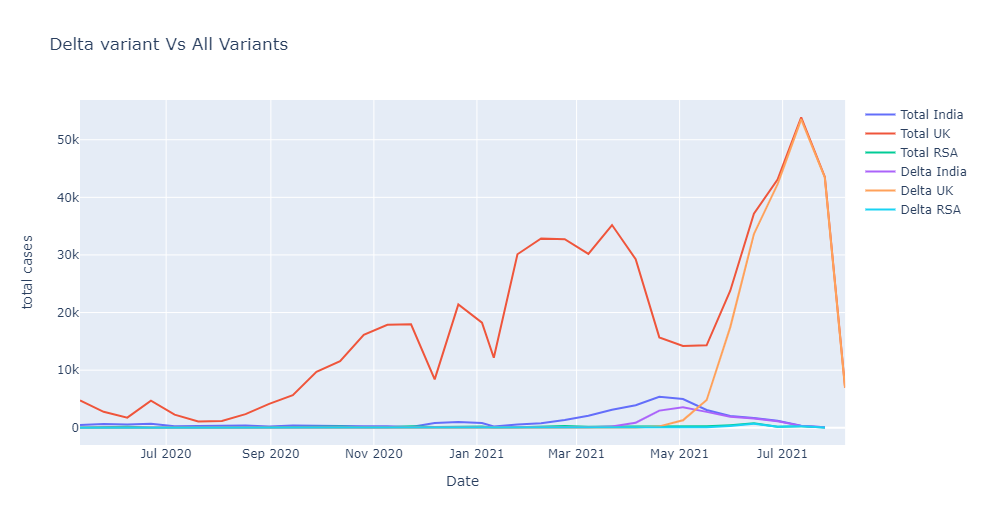 Delta variant Vs All Variants
50k
40k
30k
20k
10k
0
total cases
Jul 2020
Sep 2020
Nov 2020
Jan 2021
Mar 2021
May 2021
Jul 2021
Date
Total India
Total UK
Total RSA
Delta India
Delta UK
Delta RSA